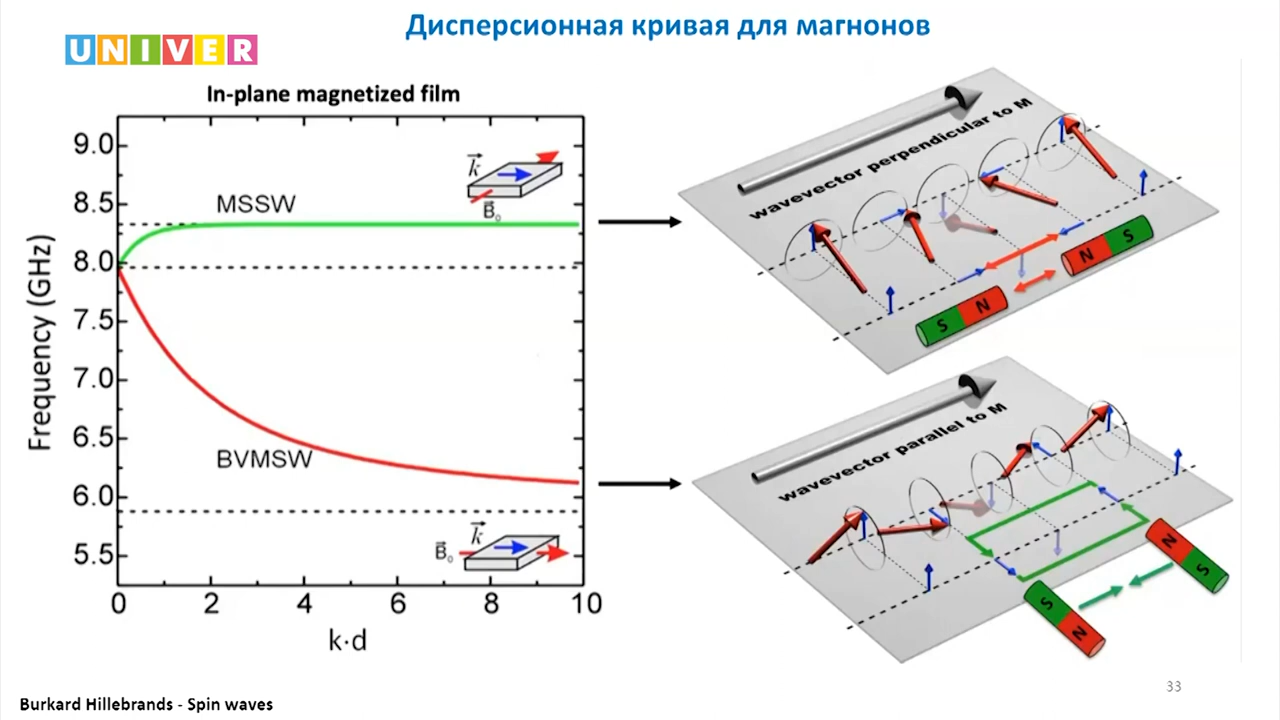 Дисперсионная кривая для магнонов
UNIVER
In-plane magnetized film
Frequency (GHz)
9.0
8.5
8.0
7.5
7.0
6.5
6.0
5.5
0 2 4 6 8 10
k·d
MSSW
BVMSW
k
B₀
B₀
k
wavevector perpendicular to M
S N
N S
wavevector parallel to M
S N
N S
33
Burkard Hillebrands - Spin waves